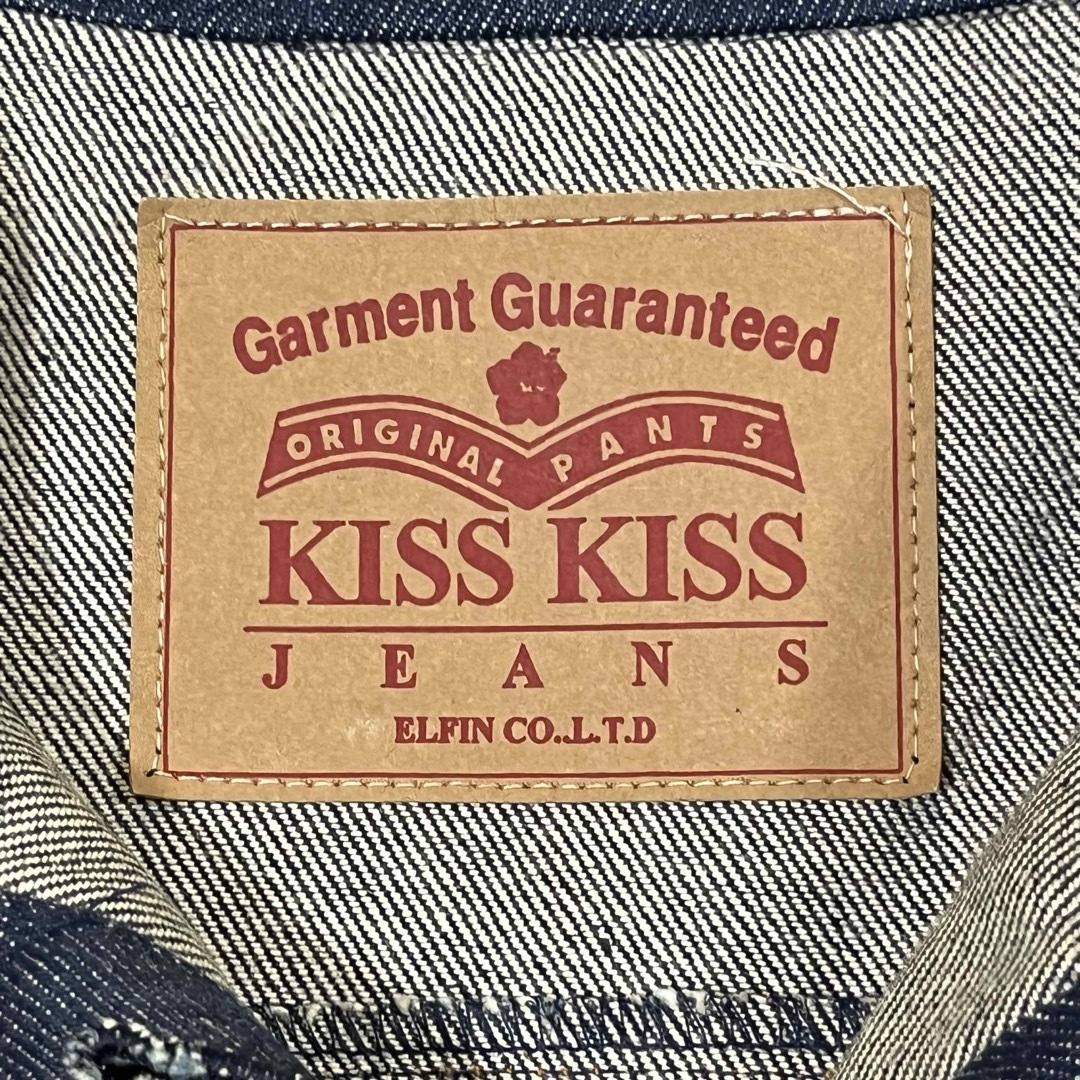 Garment Guaranteed
ORIGINAL PANTS
KISS KISS
JEANS
ELFIN CO.,L.T.D